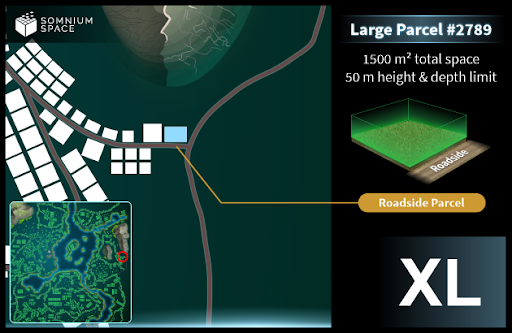 SOMNIUM
SPACE
Large Parcel #2789
1500 m² total space
50 m height & depth limit
Roadside
Roadside Parcel
XL